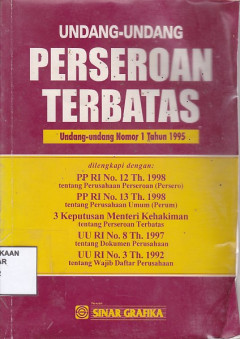 UNDANG-UNDANG
PERSEROAN
TERBATAS
Undang-undang Nomor 1 Tahun 1995
dilengkapi dengan:
PP RI No. 12 Th. 1998
tentang Perusahaan Perseroan (Persero)
PP RI No. 13 Th. 1998
tentang Perusahaan Umum (Perum)
3 Keputusan Menteri Kehakiman
tentang Perseroan Terbatas
UU RI No. 8 Th. 1997
tentang Dokumen Perusahaan
UU RI No. 3 Th. 1992
tentang Wajib Daftar Perusahaan
SINAR GRAFIKA